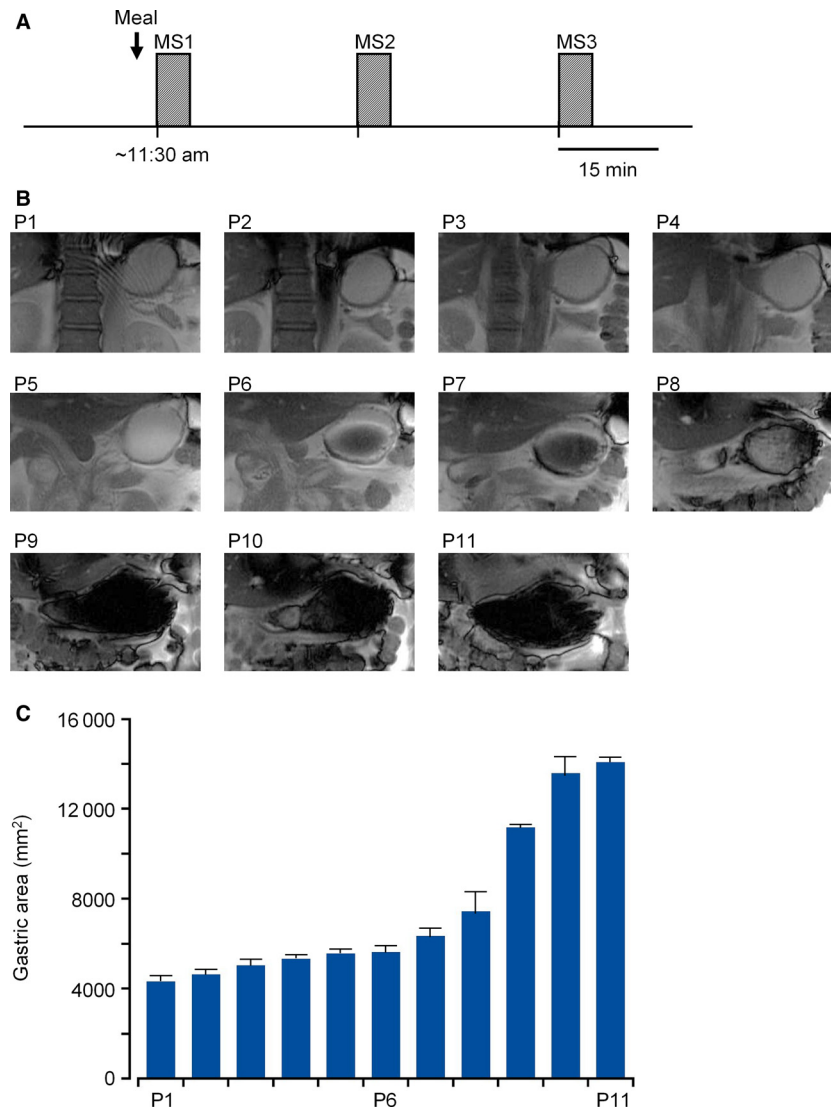 A
Meal
MS1 MS2 MS3
~11:30 am
15 min
B
P1 P2 P3 P4
P5 P6 P7 P8
P9 P10 P11
C
16 000
12 000
8000
4000
0
Gastric area (mm²)
P1 P6 P11